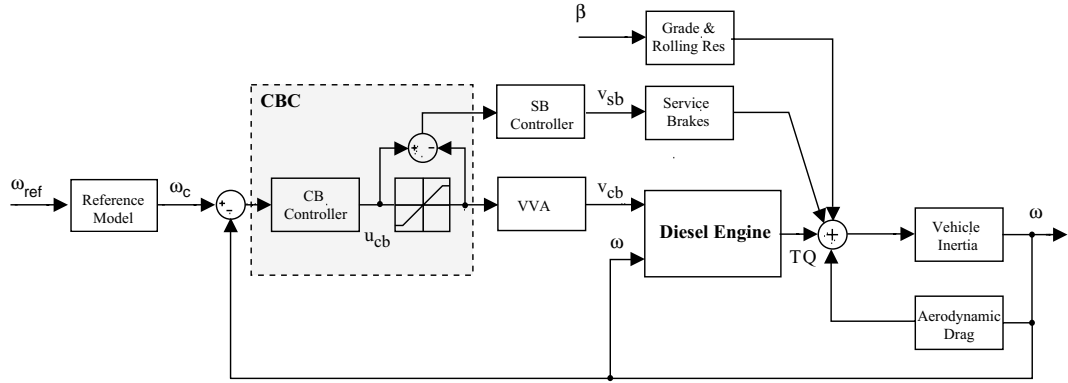 β
Grade &
Rolling Res
CBC
SB
Controller
v_sb
Service
Brakes
+
−
ω_ref
Reference
Model
ω_c
+
−
CB
Controller
u_cb
VVA
v_cb
Diesel Engine
ω
TQ
+
Vehicle
Inertia
ω
Aerodynamic
Drag